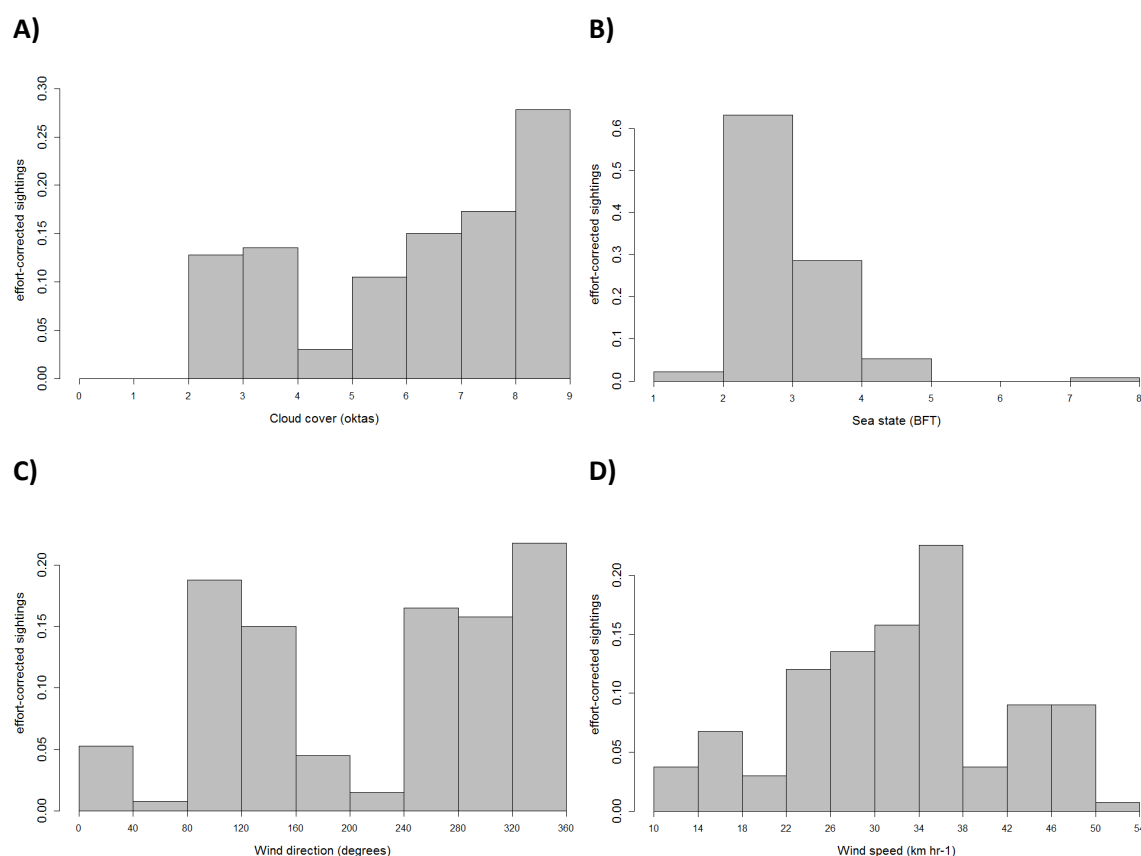 A)
effort-corrected sightings
0.00 0.05 0.10 0.15 0.20 0.25 0.30
0 1 2 3 4 5 6 7 8 9
Cloud cover (oktas)
B)
effort-corrected sightings
0.0 0.1 0.2 0.3 0.4 0.5 0.6
1 2 3 4 5 6 7 8
Sea state (BFT)
C)
effort-corrected sightings
0.00 0.05 0.10 0.15 0.20
0 40 80 120 160 200 240 280 320 360
Wind direction (degrees)
D)
effort-corrected sightings
0.00 0.05 0.10 0.15 0.20
10 14 18 22 26 30 34 38 42 46 50 54
Wind speed (km hr-1)